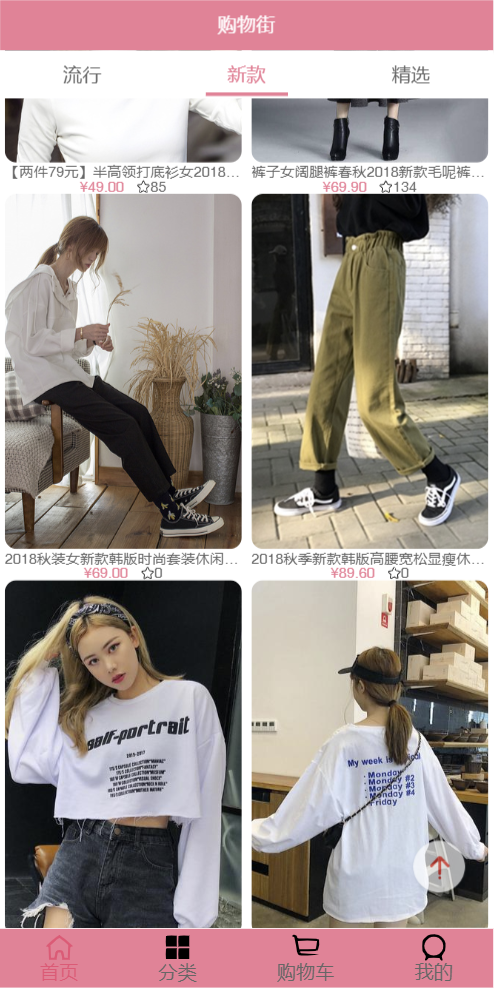 购物街
流行
新款
精选
【两件79元】半高领打底衫女2018...
¥49.00 85
裤子女阔腿裤春秋2018新款毛呢裤...
¥69.90 134
2018秋装女新款韩版时尚套装休闲...
¥69.00 0
2018秋季新款韩版高腰宽松显瘦休...
¥89.60 0
self-portrait
2015-2017
My week is
Monday
Monday #2
Monday #3
Monday #4
Friday
首页
分类
购物车
我的